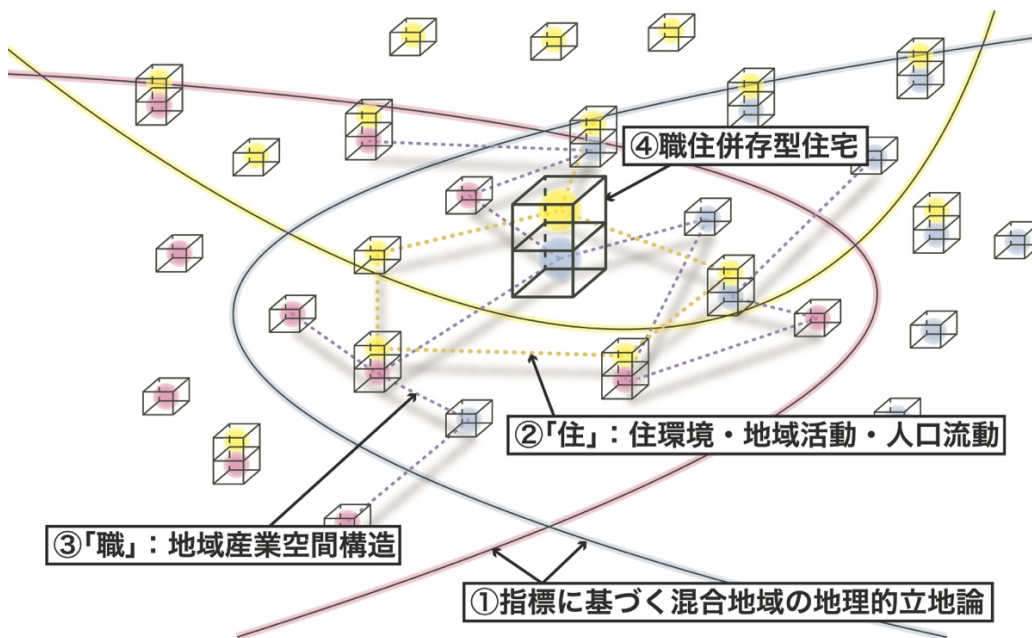 ④職住併存型住宅
②「住」：住環境・地域活動・人口流動
③「職」：地域産業空間構造
①指標に基づく混合地域の地理的立地論